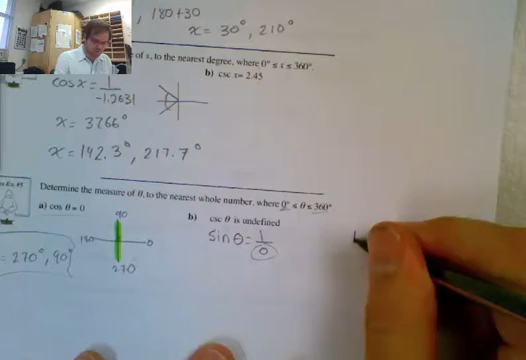 , 180+30
x = 30°, 210°
of x, to the nearest degree, where 0° ≤ x ≤ 360°.
b) csc x= 2.45
cos x = 1
-1.2631
x = 37.66°
x = 142.3°, 217.7°
Determine the measure of θ, to the nearest whole number, where 0° ≤ θ ≤ 360°
a) cos θ = 0
b) csc θ is undefined
90
180
0
270
= 270°, 90°
sin θ = 1
0